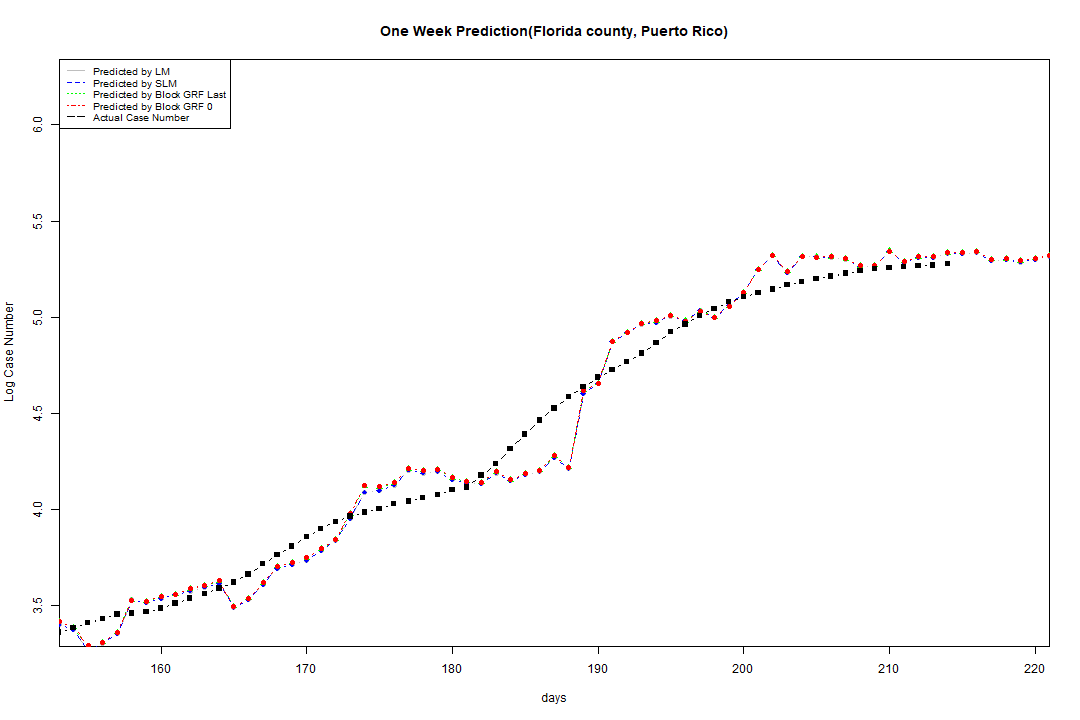 One Week Prediction(Florida county, Puerto Rico)
Predicted by LM
Predicted by SLM
Predicted by Block GRF Last
Predicted by Block GRF 0
Actual Case Number
Log Case Number
6.0
5.5
5.0
4.5
4.0
3.5
160 170 180 190 200 210 220
days